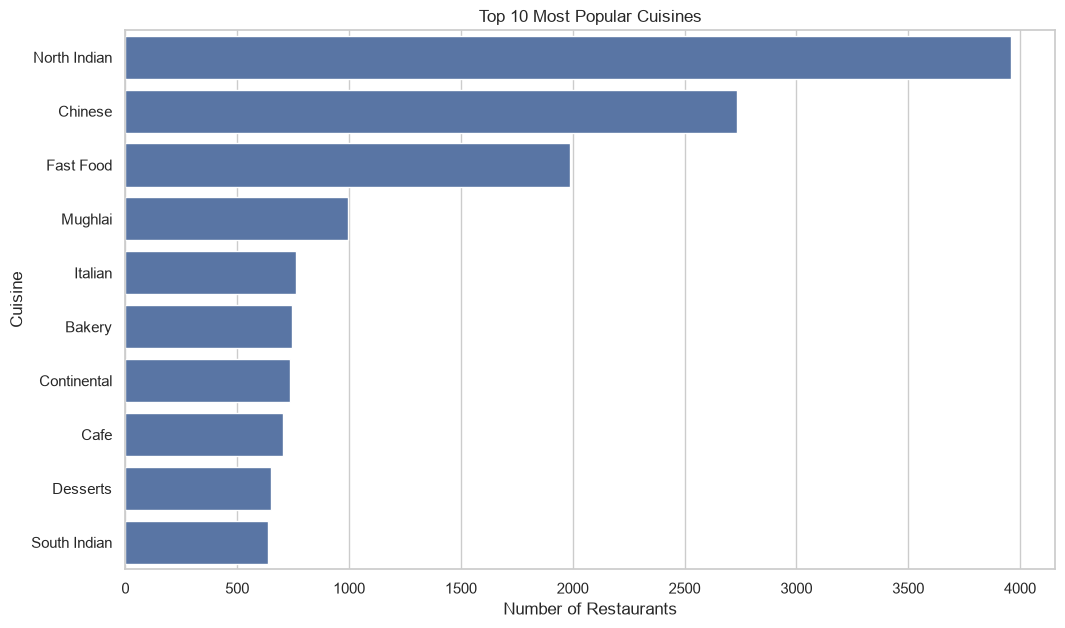 Top 10 Most Popular Cuisines
Cuisine
North Indian
Chinese
Fast Food
Mughlai
Italian
Bakery
Continental
Cafe
Desserts
South Indian
0 500 1000 1500 2000 2500 3000 3500 4000
Number of Restaurants